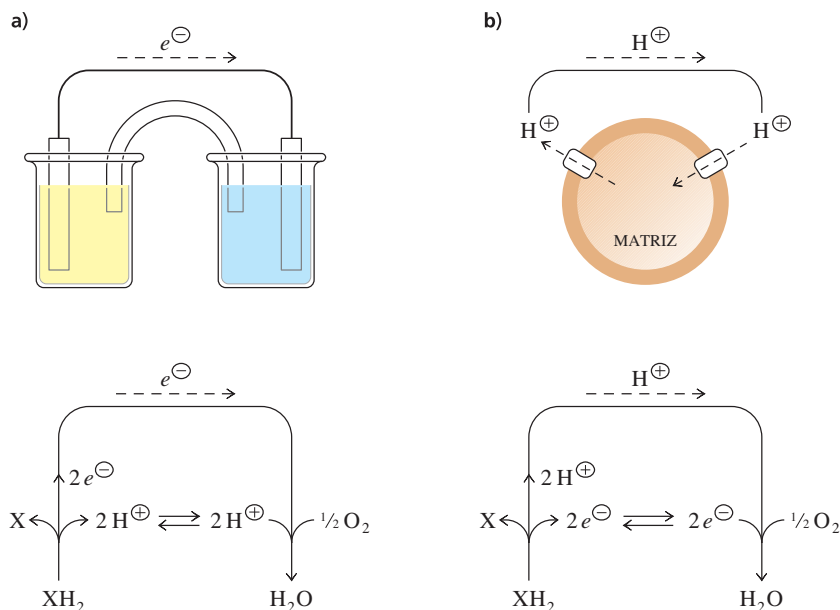 a)
e⊖
b)
H⊕
H⊕ H⊕
MATRIZ
e⊖
2 e⊖
X 2 H⊕ ⇌ 2 H⊕ ½ O₂
XH₂ H₂O
H⊕
2 H⊕
X 2 e⊖ ⇌ 2 e⊖ ½ O₂
XH₂ H₂O